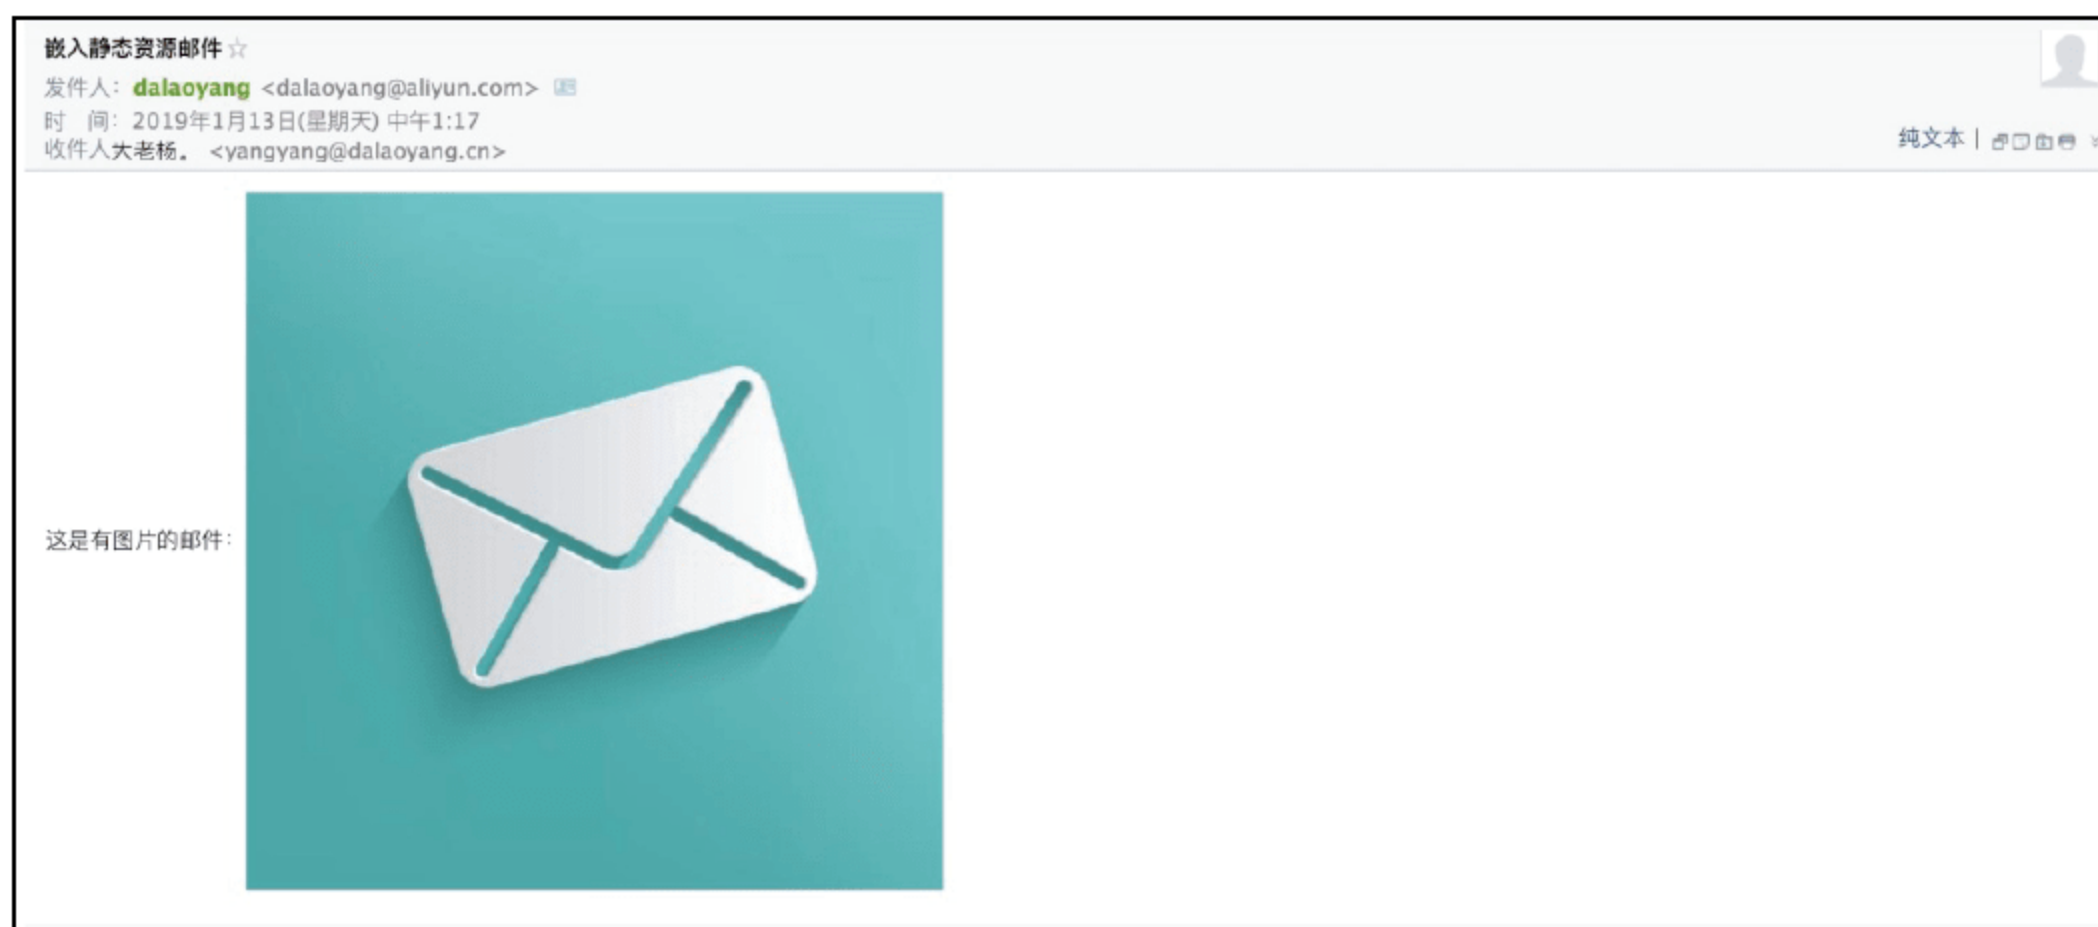 嵌入静态资源邮件☆
发件人：dalaoyang <dalaoyang@aliyun.com>
时 间：2019年1月13日(星期天) 中午1:17
收件人大老杨。 <yangyang@dalaoyang.cn>
纯文本 |
这是有图片的邮件：